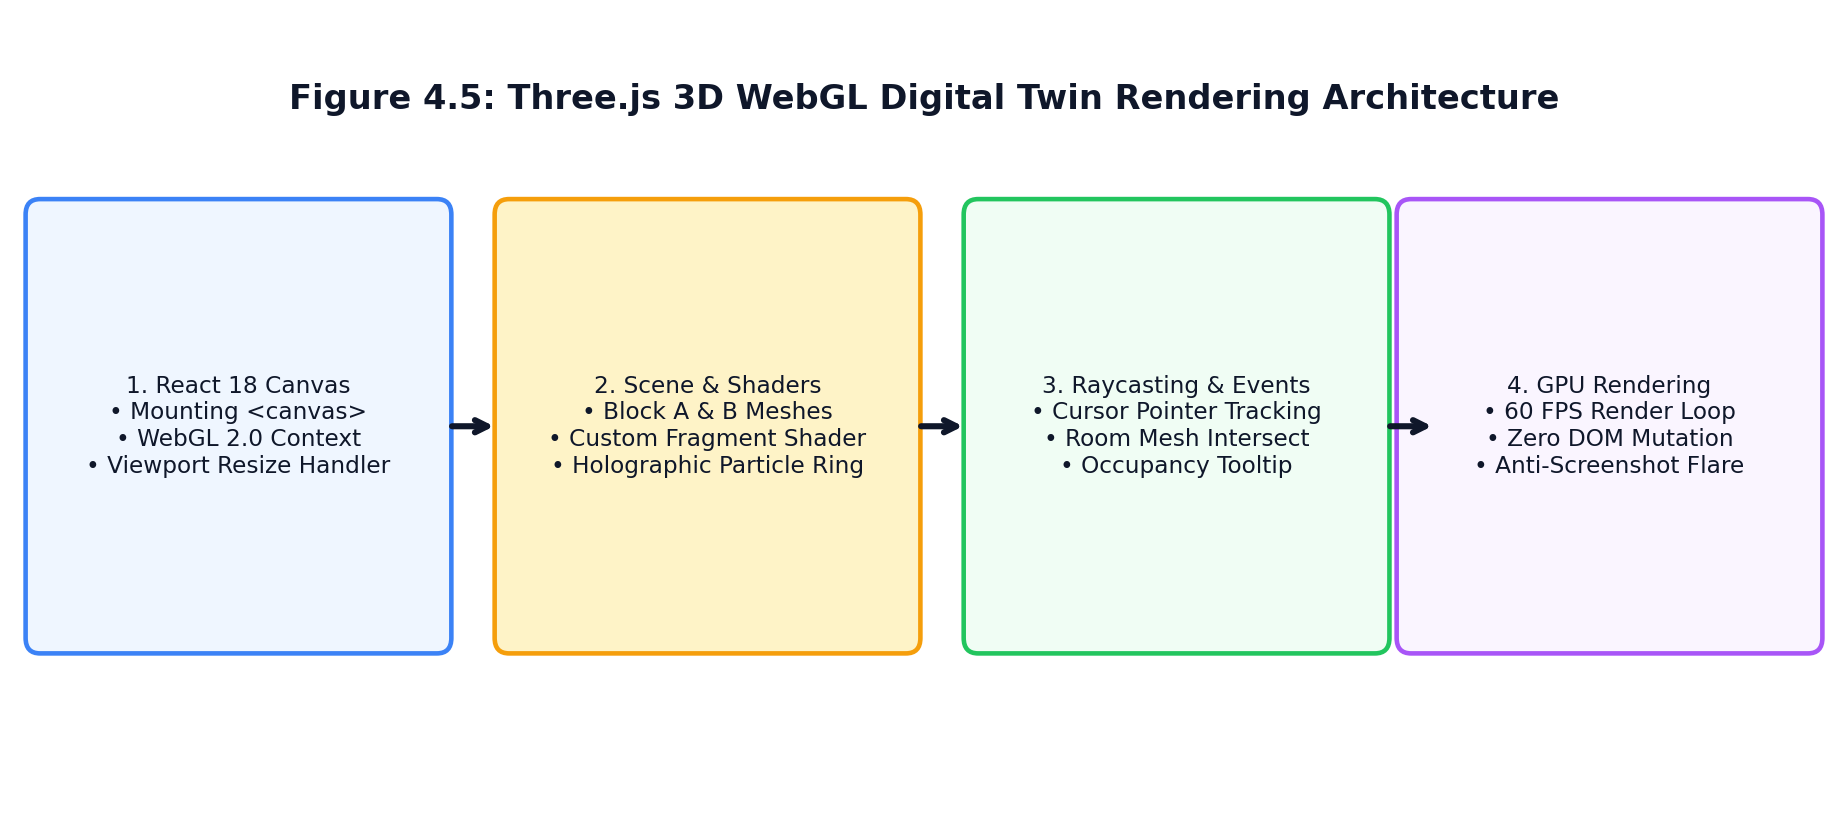 Figure 4.5: Three.js 3D WebGL Digital Twin Rendering Architecture
1. React 18 Canvas
• Mounting <canvas>
• WebGL 2.0 Context
• Viewport Resize Handler
2. Scene & Shaders
• Block A & B Meshes
• Custom Fragment Shader
• Holographic Particle Ring
3. Raycasting & Events
• Cursor Pointer Tracking
• Room Mesh Intersect
• Occupancy Tooltip
4. GPU Rendering
• 60 FPS Render Loop
• Zero DOM Mutation
• Anti-Screenshot Flare